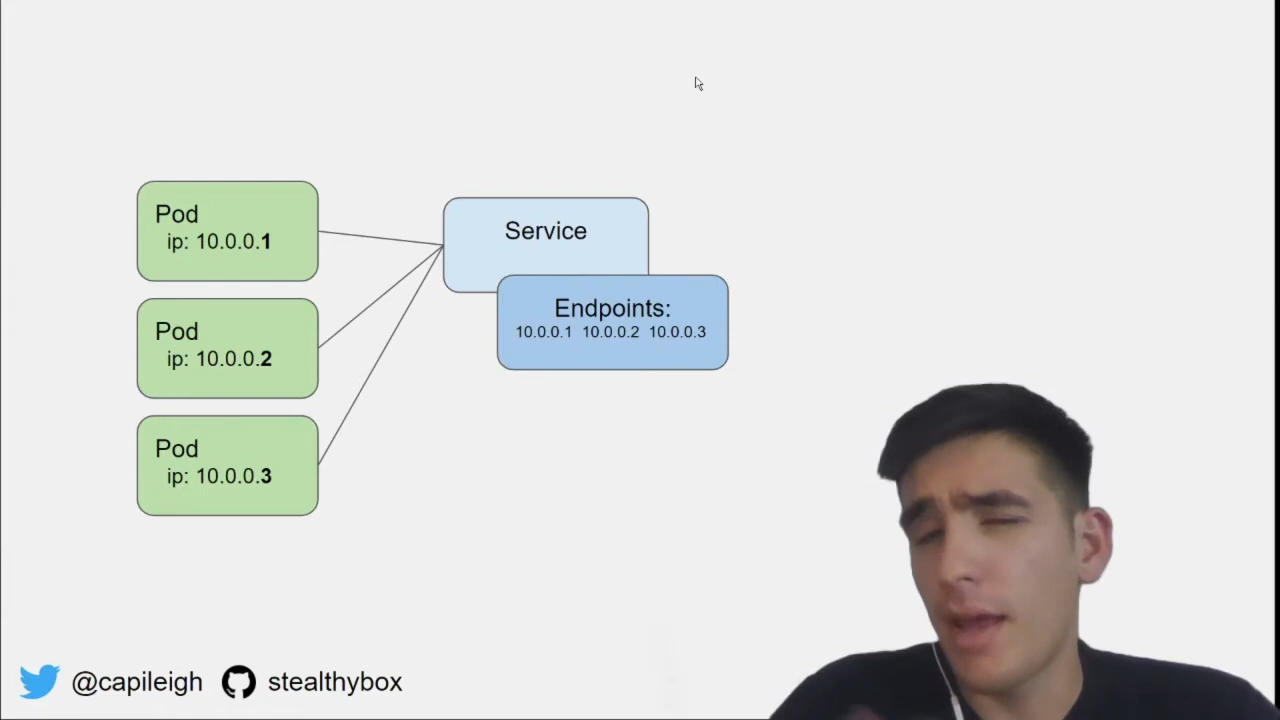 Pod
ip: 10.0.0.1
Pod
ip: 10.0.0.2
Pod
ip: 10.0.0.3
Service
Endpoints:
10.0.0.1 10.0.0.2 10.0.0.3
@capileigh stealthybox